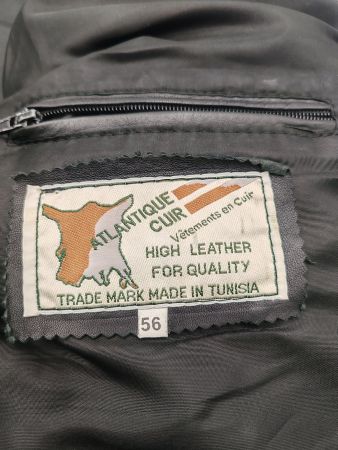 ATLANTIQUE
CUIR
Vêtements en Cuir
HIGH LEATHER
FOR QUALITY
TRADE MARK MADE IN TUNISIA
56